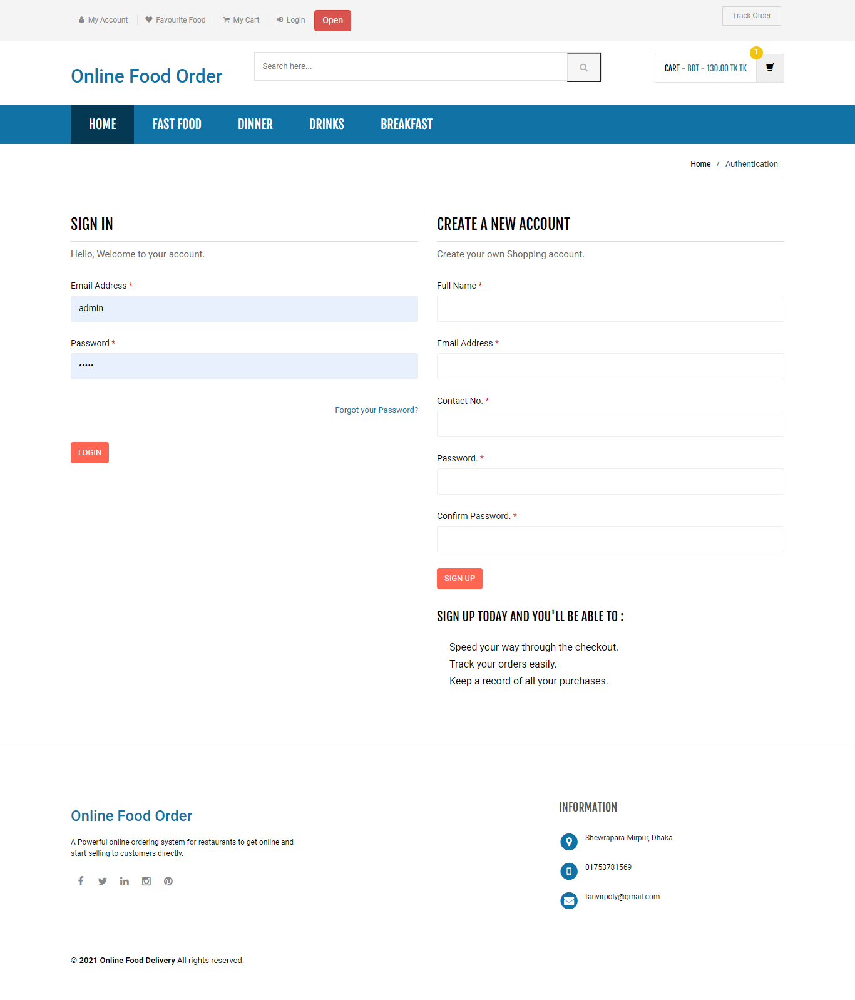 My Account
Favourite Food
My Cart
Login
Open
Track Order
Online Food Order
Search here...
1
CART - BDT - 130.00 TK TK
HOME
FAST FOOD
DINNER
DRINKS
BREAKFAST
Home / Authentication
SIGN IN
Hello, Welcome to your account.
Email Address *
admin
Password *
•••••
Forgot your Password?
LOGIN
CREATE A NEW ACCOUNT
Create your own Shopping account.
Full Name *
Email Address *
Contact No. *
Password. *
Confirm Password. *
SIGN UP
SIGN UP TODAY AND YOU'LL BE ABLE TO :
Speed your way through the checkout.
Track your orders easily.
Keep a record of all your purchases.
Online Food Order
A Powerful online ordering system for restaurants to get online and
start selling to customers directly.
INFORMATION
Shewrapara-Mirpur, Dhaka
01753781569
tanvirpoly@gmail.com
© 2021 Online Food Delivery All rights reserved.